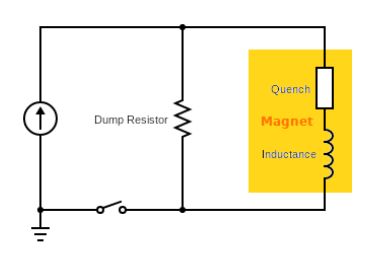 Quench
Dump Resistor
Magnet
Inductance